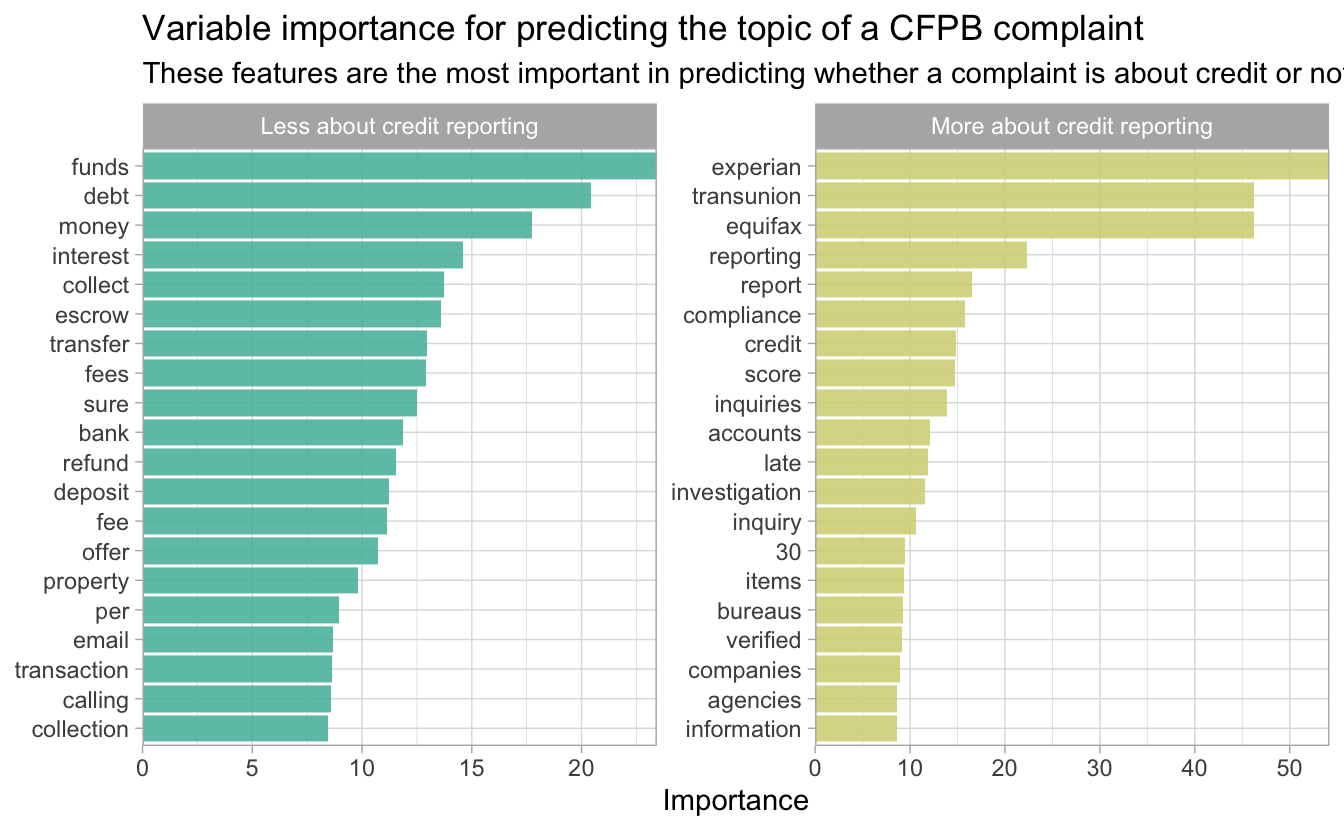 Variable importance for predicting the topic of a CFPB complaint
These features are the most important in predicting whether a complaint is about credit or no
Less about credit reporting
funds
debt
money
interest
collect
escrow
transfer
fees
sure
bank
refund
deposit
fee
offer
property
per
email
transaction
calling
collection
0 5 10 15 20
More about credit reporting
experian
transunion
equifax
reporting
report
compliance
credit
score
inquiries
accounts
late
investigation
inquiry
30
items
bureaus
verified
companies
agencies
information
0 10 20 30 40 50
Importance